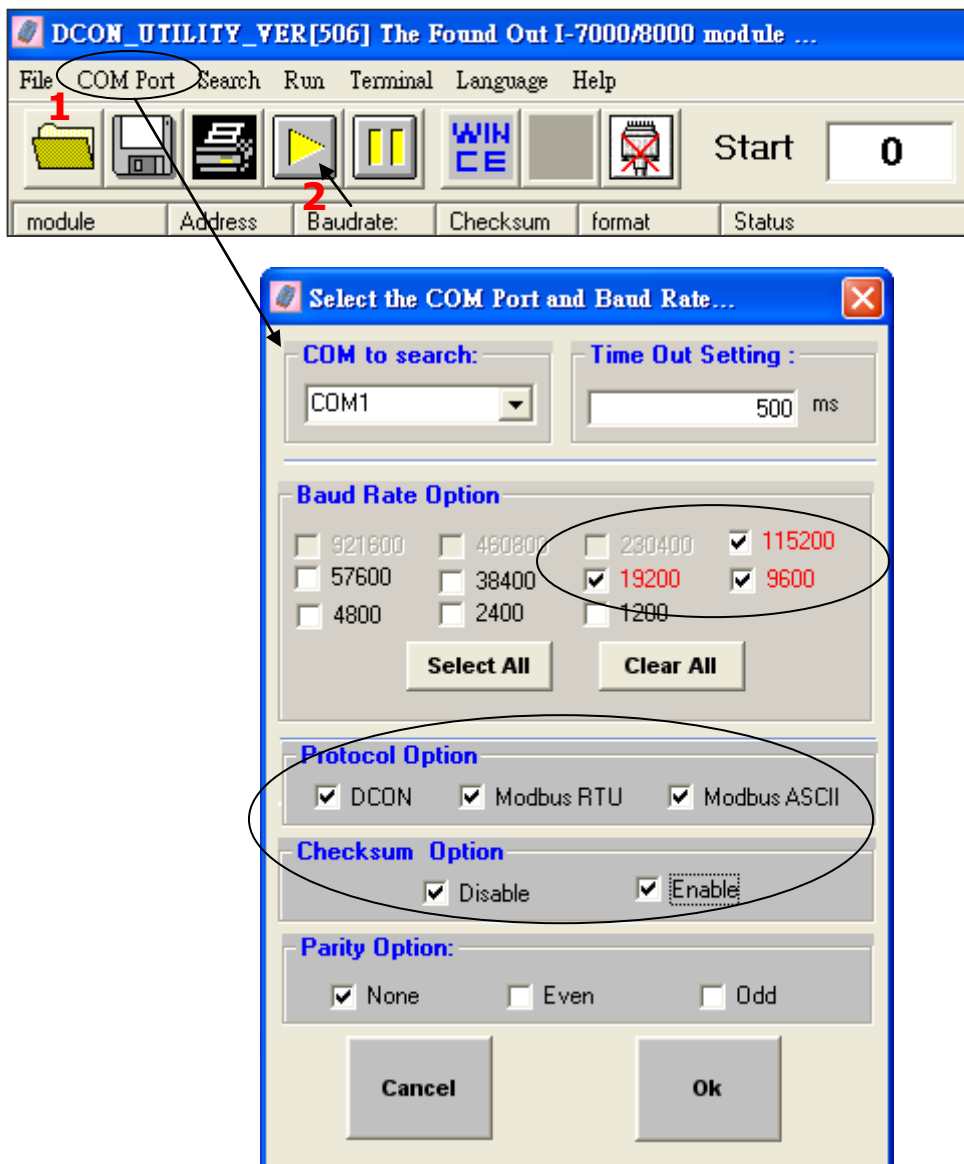 DCON_UTILITY_VER[506] The Found Out I-7000/8000 module ...
File COM Port Search Run Terminal Language Help
1
WIN CE
Start 0
2
module Address Baudrate: Checksum format Status
Select the COM Port and Baud Rate...
COM to search: Time Out Setting :
COM1 500 ms
Baud Rate Option
921600 460800 230400 115200
57600 38400 19200 9600
4800 2400 1200
Select All Clear All
Protocol Option
DCON Modbus RTU Modbus ASCII
Checksum Option
Disable Enable
Parity Option:
None Even Odd
Cancel Ok